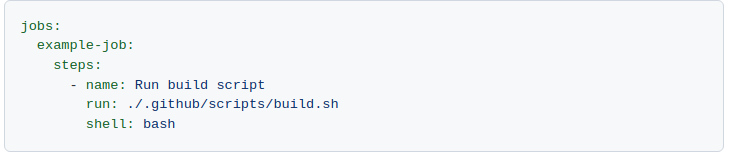 jobs:
  example-job:
    steps:
      - name: Run build script
        run: ./.github/scripts/build.sh
        shell: bash